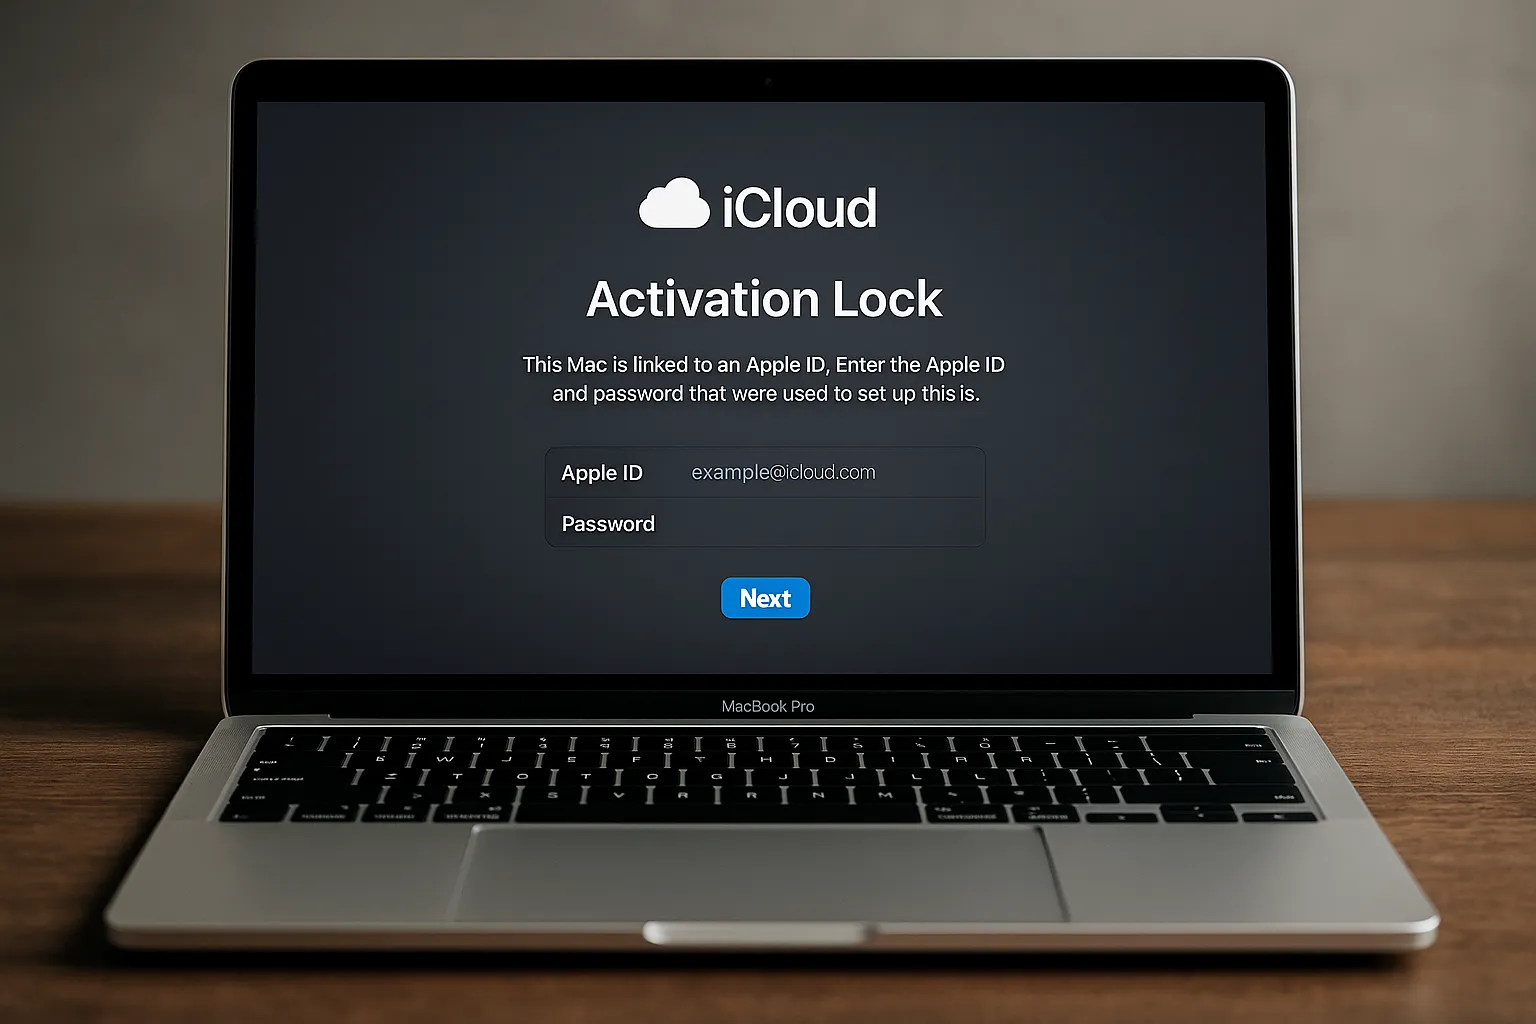 iCloud
Activation Lock
This Mac is linked to an Apple ID, Enter the Apple ID
and password that were used to set up this is.
Apple ID example@icloud.com
Password
Next
MacBook Pro